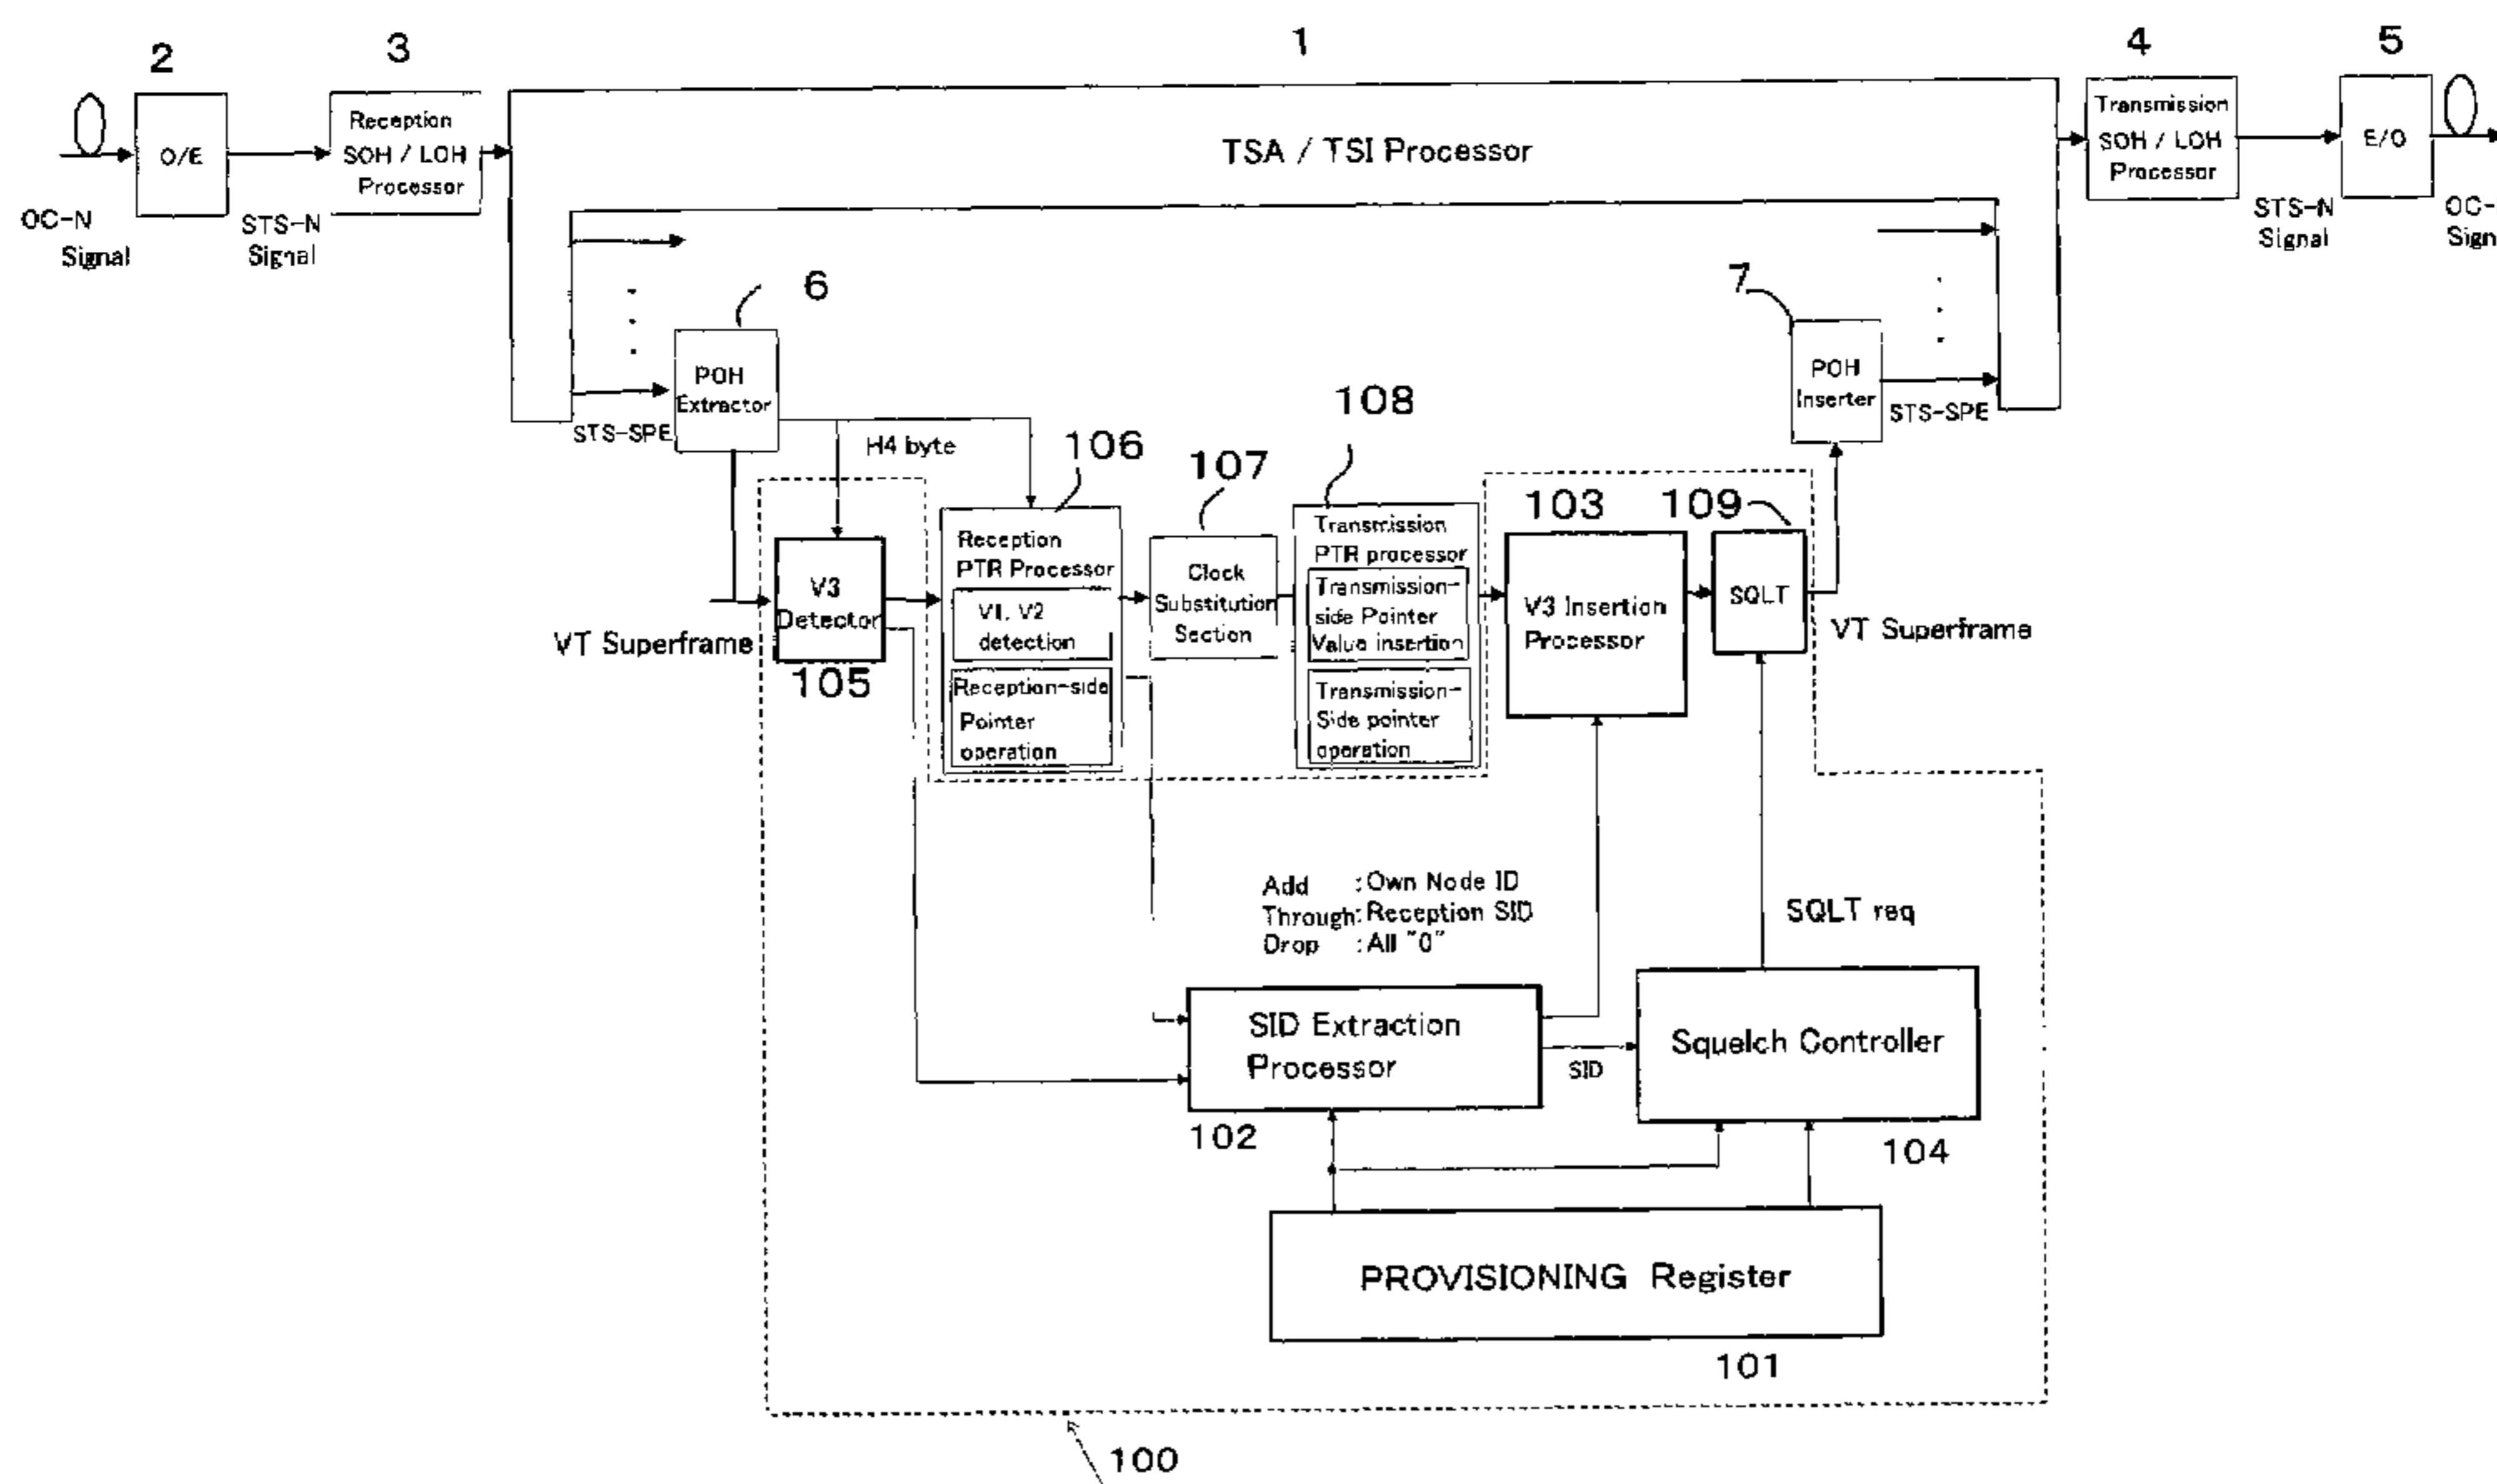 2
3
1
4
5
O/E
Reception
SOH / LOH
Processor
TSA / TSI Processor
Transmission
SOH / LOH
Processor
E/O
OC-N
Signal
STS-N
Signal
STS-N
Signal
OC-
Sign
6
7
POH
Extractor
STS-SPE
H4 byte
POH
Inserter
STS-SPE
106
107
108
103
109
V3
Detector
105
VT Superframe
Reception
PTR Processor
V1, V2
detection
Reception-side
Pointer
operation
Clock
Substitution
Section
Transmission
PTR processor
Transmission-
side Pointer
Value insertion
Transmission-
Side pointer
operation
V3 Insertion
Processor
SQLT
VT Superframe
Add : Own Node ID
Through: Reception SID
Drop : All "0"
SQLT req
SID Extraction
Processor
102
SID
Squelch Controller
104
PROVISIONING Register
101
100